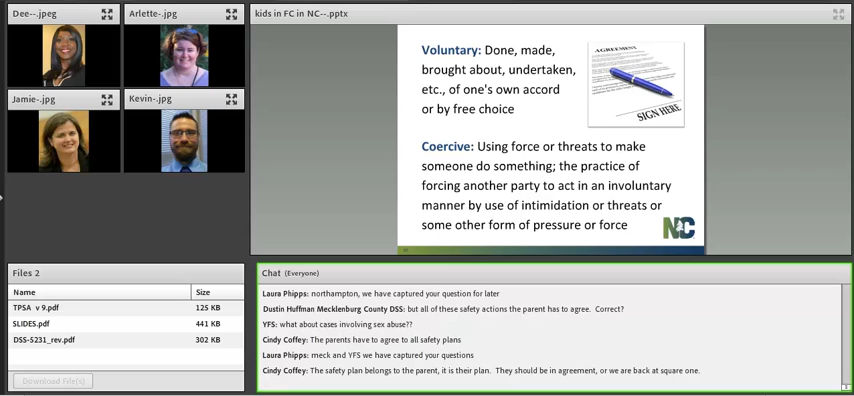 Dee--.jpeg
Arlette-.jpg
Jamie-.jpg
Kevin-.jpg
kids in FC in NC--.pptx
Voluntary: Done, made,
brought about, undertaken,
etc., of one's own accord
or by free choice
AGREEMENT
SIGN HERE
Coercive: Using force or threats to make
someone do something; the practice of
forcing another party to act in an involuntary
manner by use of intimidation or threats or
some other form of pressure or force
NC
Files 2
Name Size
TPSA v 9.pdf 125 KB
SLIDES.pdf 441 KB
DSS-5231_rev.pdf 302 KB
Download File(s)
Chat (Everyone)
Laura Phipps: northampton, we have captured your question for later
Dustin Huffman Mecklenburg County DSS: but all of these safety actions the parent has to agree. Correct?
YFS: what about cases involving sex abuse??
Cindy Coffey: The parents have to agree to all safety plans
Laura Phipps: meck and YFS we have captured your questions
Cindy Coffey: The safety plan belongs to the parent, it is their plan. They should be in agreement, or we are back at square one.